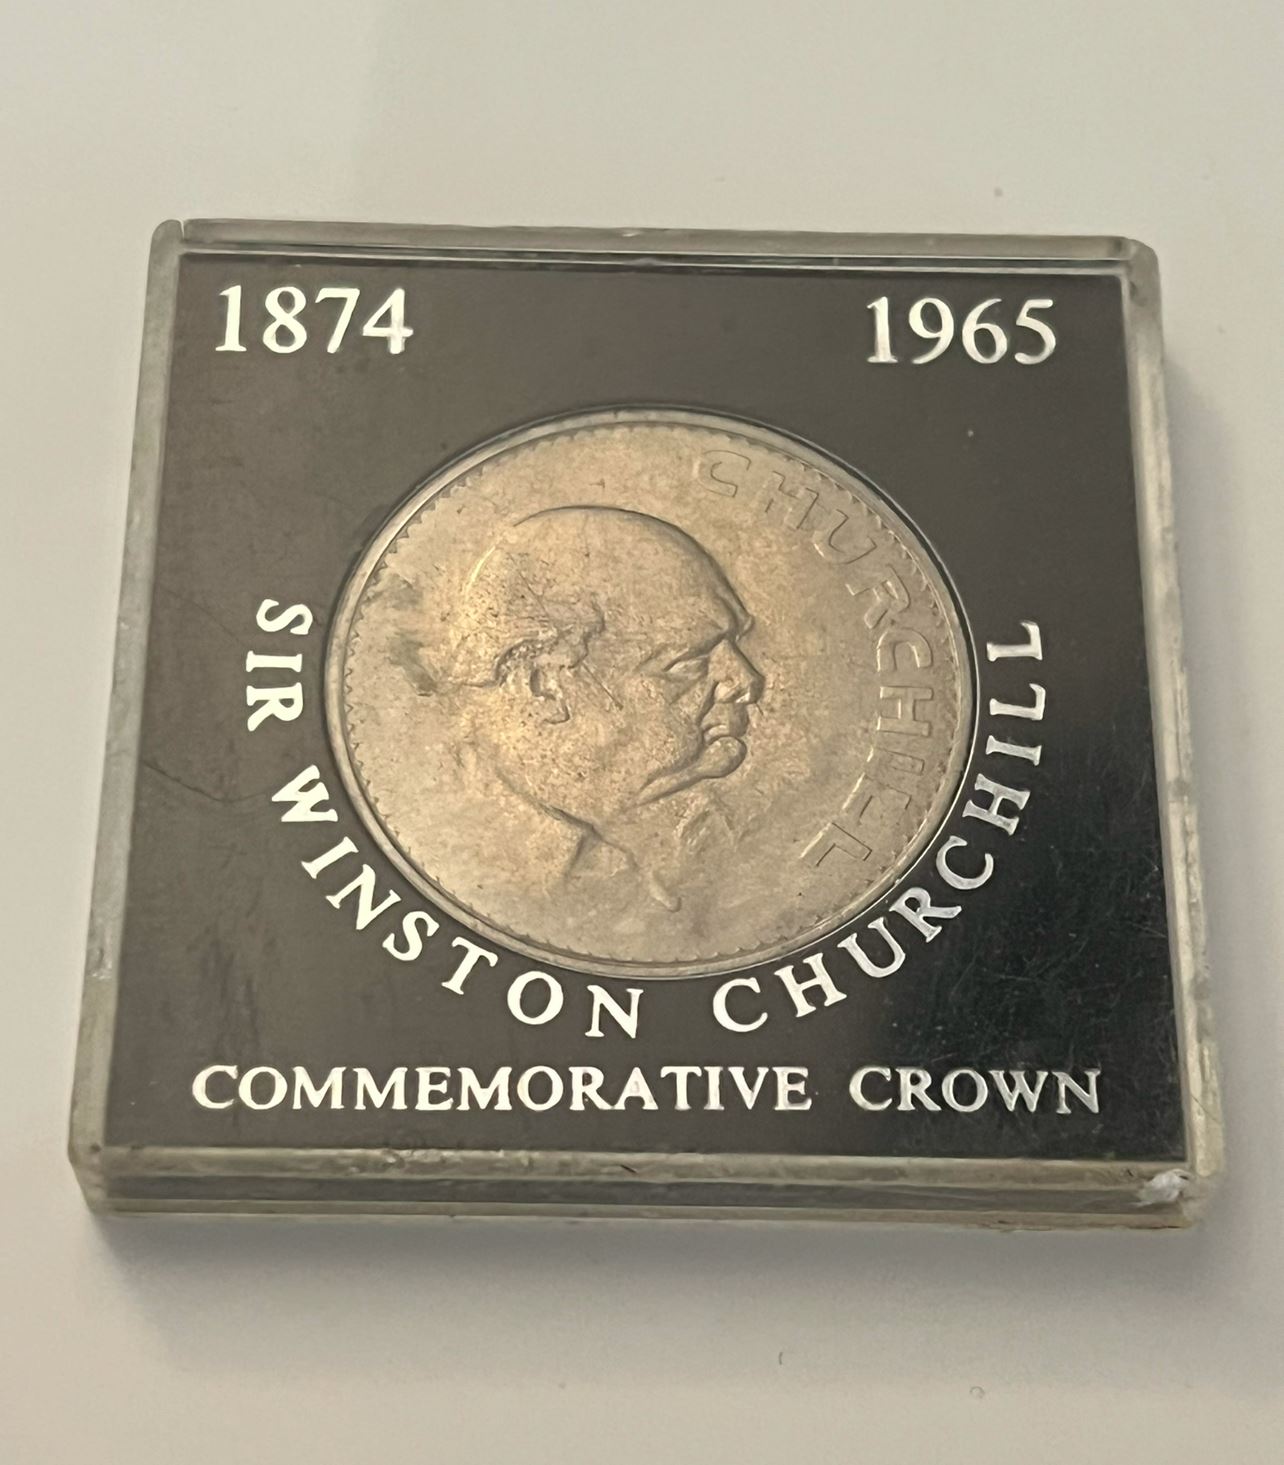 1874 1965
CHURCHILL
SIR WINSTON CHURCHILL
COMMEMORATIVE CROWN